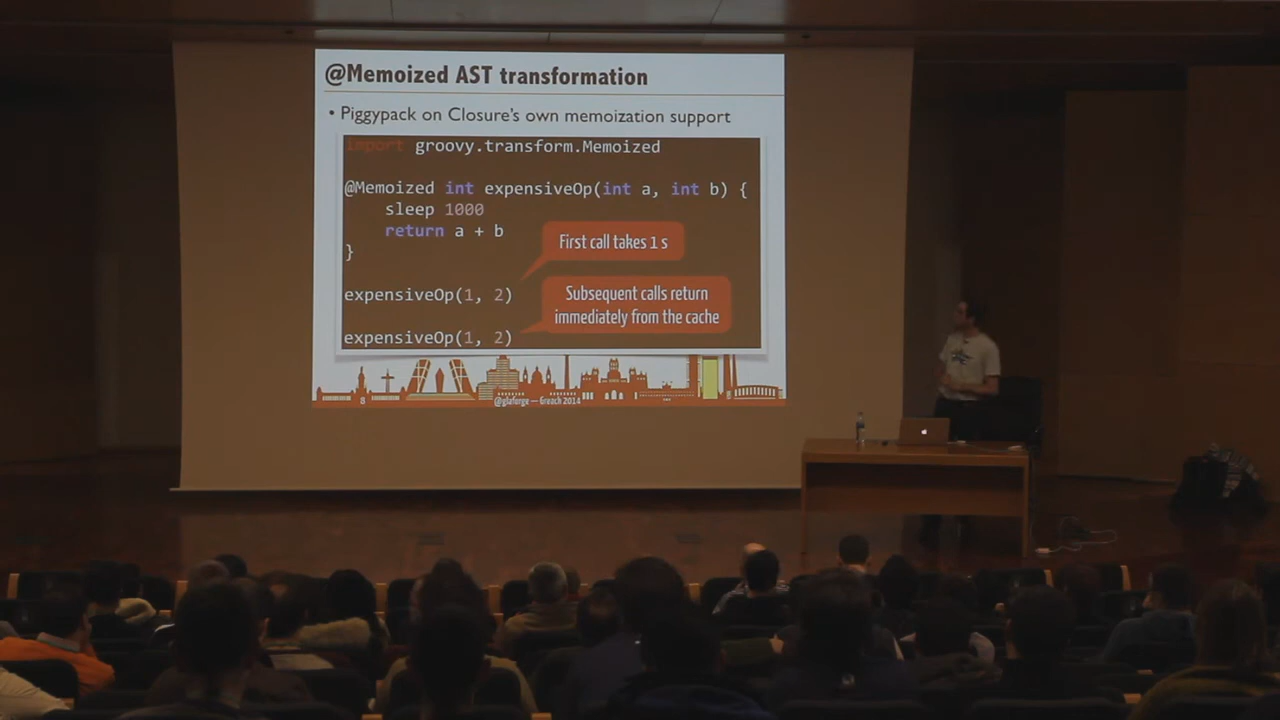 @Memoized AST transformation
• Piggypack on Closure's own memoization support
import groovy.transform.Memoized
@Memoized int expensiveOp(int a, int b) {
sleep 1000
return a + b
}
First call takes 1 s
expensiveOp(1, 2)
Subsequent calls return
immediately from the cache
expensiveOp(1, 2)
8
@glaforge — Greach 2014